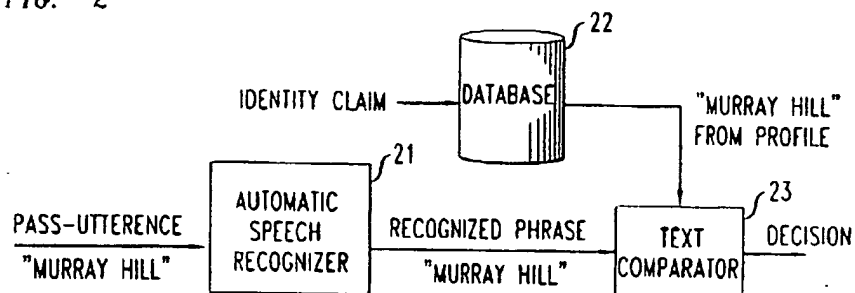 FIG. 2
22
IDENTITY CLAIM
DATABASE
"MURRAY HILL"
FROM PROFILE
21
23
PASS-UTTERENCE
"MURRAY HILL"
AUTOMATIC
SPEECH
RECOGNIZER
RECOGNIZED PHRASE
"MURRAY HILL"
TEXT
COMPARATOR
DECISION